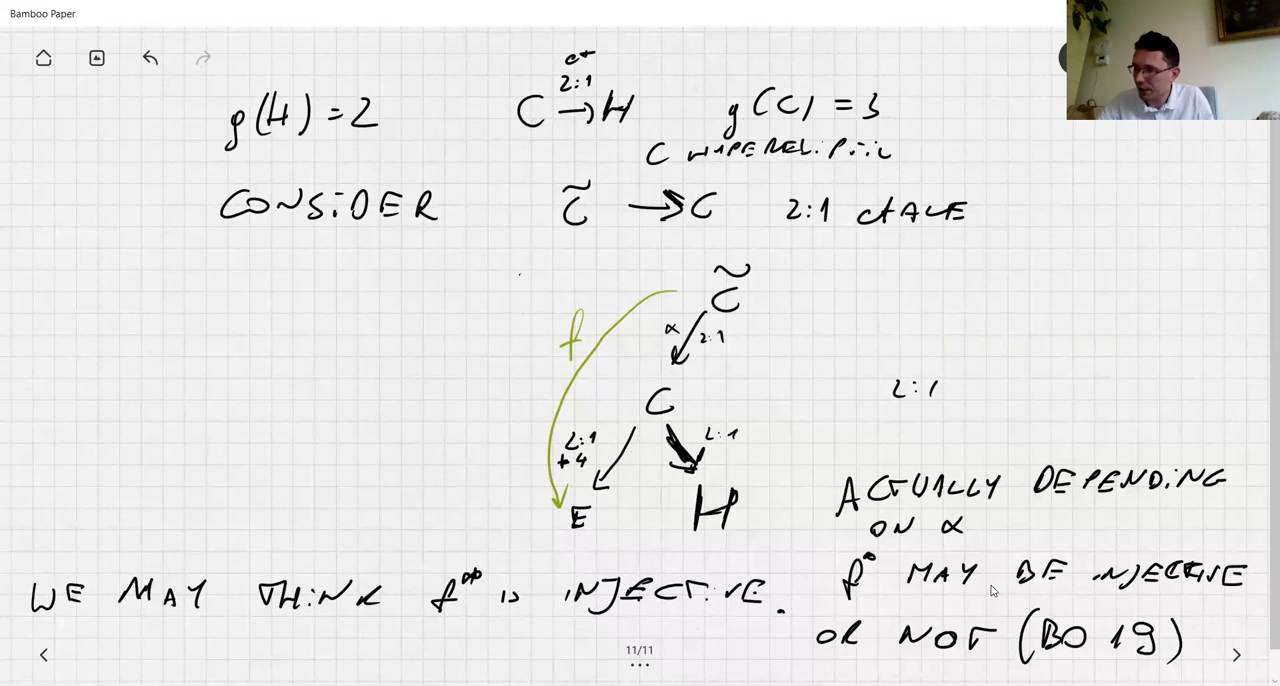 Bamboo Paper
g(H) = 2
C → H
et
2:1
g(C) = 3
C HYPERELLIPTIC
CONSIDER
C̃ → C 2:1 étALE
C̃
f
α
2:1
C
2:1
+4
2:1
E
H
2:1
ACTUALLY DEPENDING
ON α
f* MAY BE INJECTIVE
OR NOT (BO 19)
WE MAY THINK f* is INJECTIVE.
11/11